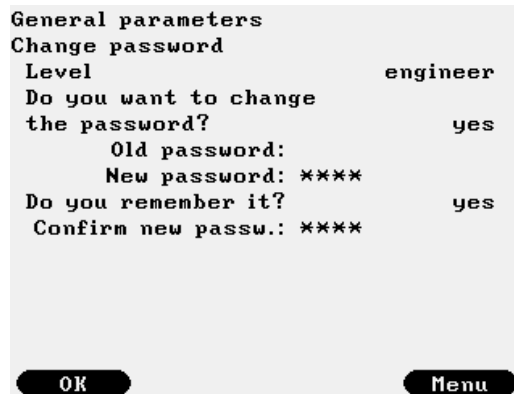 General parameters
Change password
Level engineer
Do you want to change
the password? yes
Old password:
New password: ****
Do you remember it? yes
Confirm new passw.: ****
OK Menu